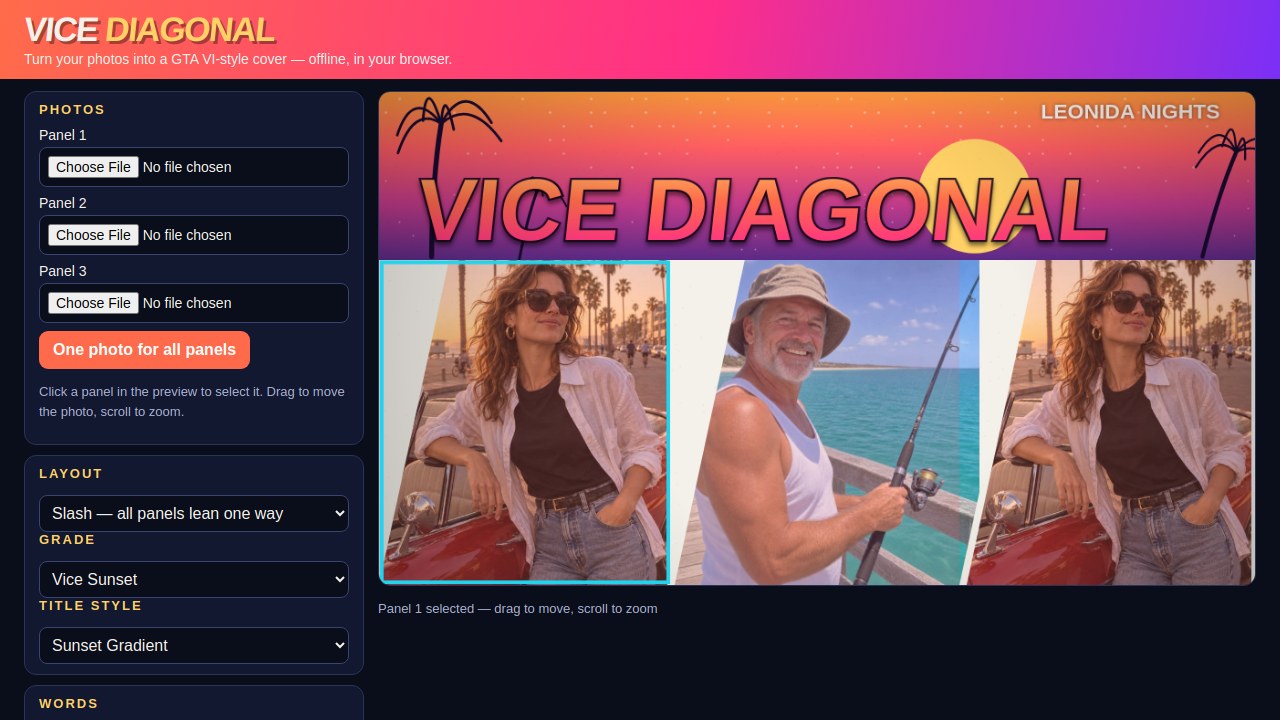 VICE DIAGONAL
Turn your photos into a GTA VI-style cover — offline, in your browser.
PHOTOS
Panel 1
Choose File No file chosen
Panel 2
Choose File No file chosen
Panel 3
Choose File No file chosen
One photo for all panels
Click a panel in the preview to select it. Drag to move
the photo, scroll to zoom.
LAYOUT
Slash — all panels lean one way
GRADE
Vice Sunset
TITLE STYLE
Sunset Gradient
WORDS
LEONIDA NIGHTS
VICE DIAGONAL
Panel 1 selected — drag to move, scroll to zoom